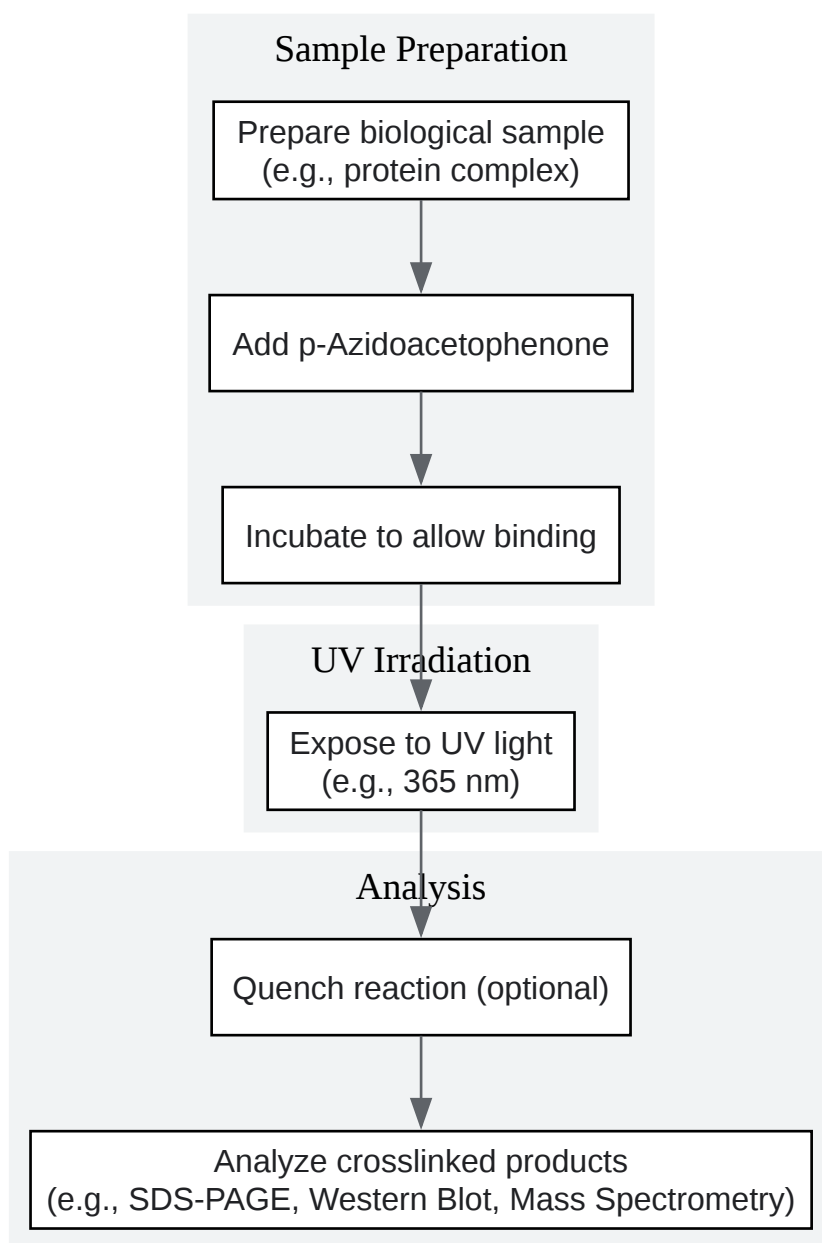 Sample Preparation
Prepare biological sample
(e.g., protein complex)
Add p-Azidoacetophenone
Incubate to allow binding
UV Irradiation
Expose to UV light
(e.g., 365 nm)
Analysis
Quench reaction (optional)
Analyze crosslinked products
(e.g., SDS-PAGE, Western Blot, Mass Spectrometry)